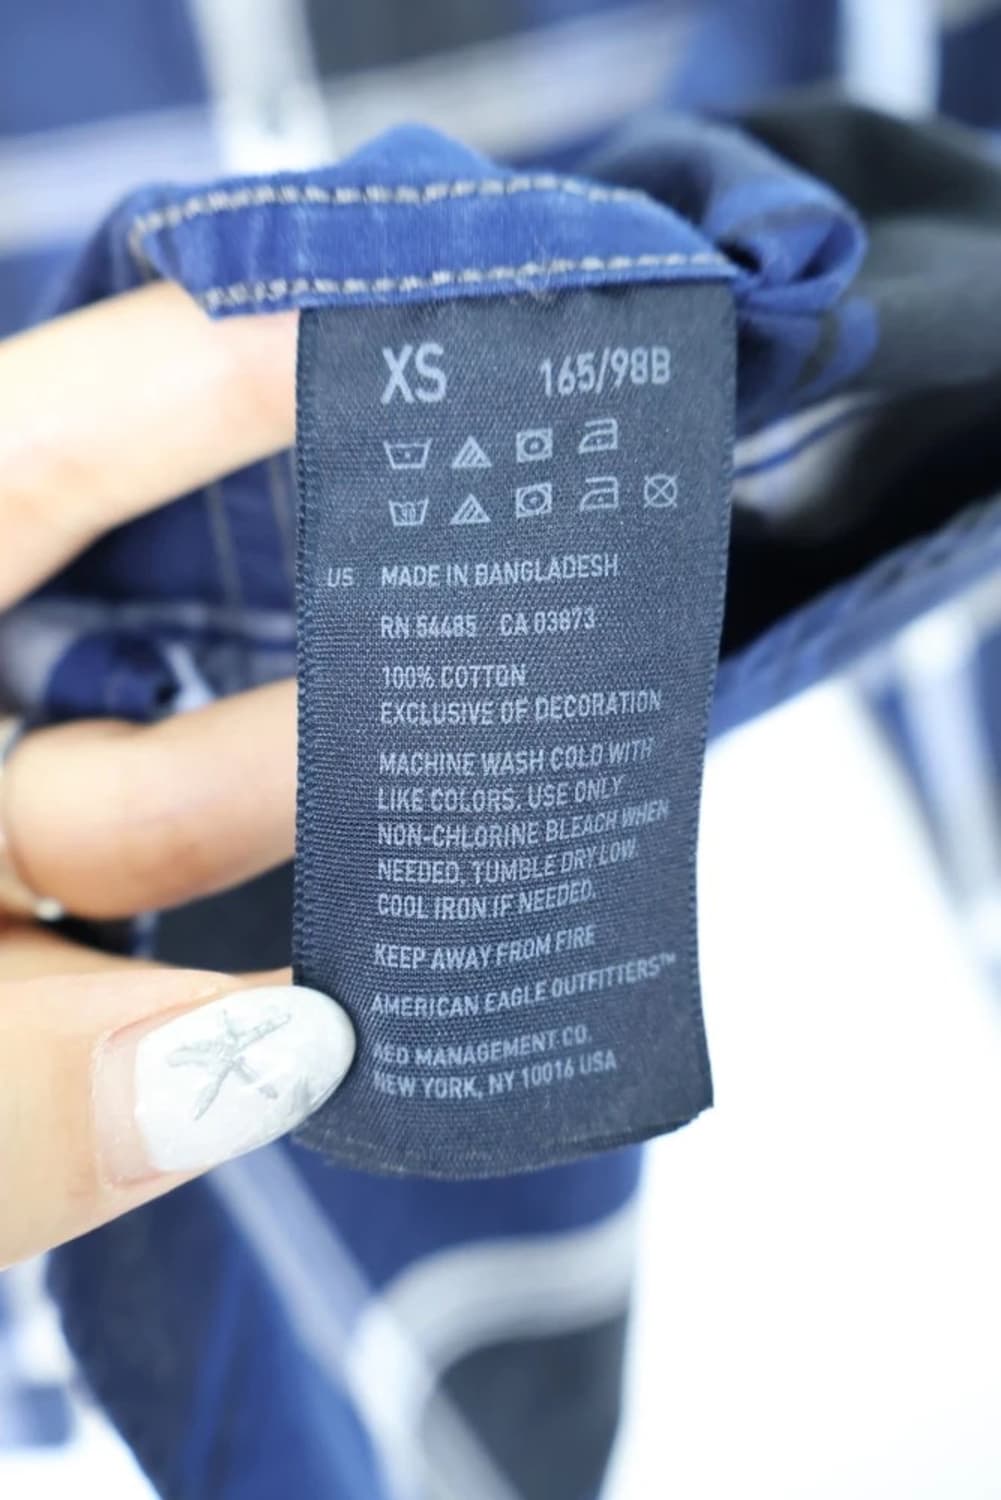 XS 165/98B
US MADE IN BANGLADESH
RN 54485 CA 03873
100% COTTON
EXCLUSIVE OF DECORATION
MACHINE WASH COLD WITH
LIKE COLORS. USE ONLY
NON-CHLORINE BLEACH WHEN
NEEDED. TUMBLE DRY LOW.
COOL IRON IF NEEDED.
KEEP AWAY FROM FIRE
AMERICAN EAGLE OUTFITTERS™
AEO MANAGEMENT CO.
NEW YORK, NY 10016 USA